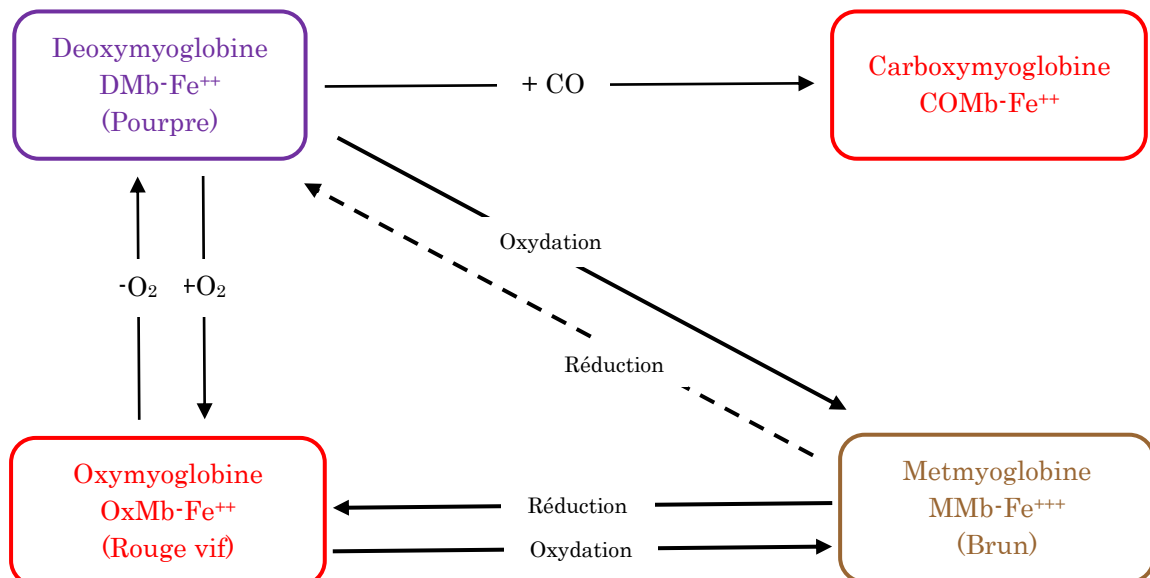 Deoxymyoglobine
DMb-Fe⁺⁺
(Pourpre)
+ CO
Carboxymyoglobine
COMb-Fe⁺⁺
Oxydation
-O₂
+O₂
Réduction
Oxymyoglobine
OxMb-Fe⁺⁺
(Rouge vif)
Réduction
Oxydation
Metmyoglobine
MMb-Fe⁺⁺⁺
(Brun)